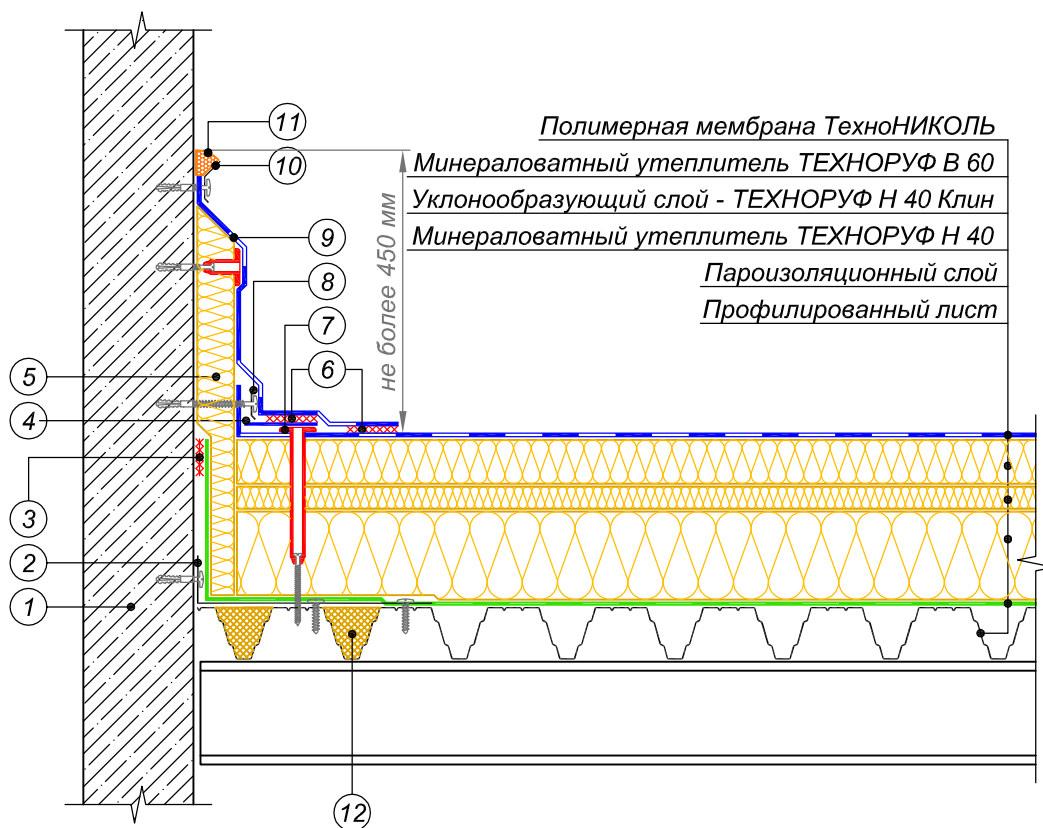 11
10
Полимерная мембрана ТехноНИКОЛЬ
Минераловатный утеплитель ТЕХНОРУФ В 60
Уклонообразующий слой - ТЕХНОРУФ Н 40 Клин
Минераловатный утеплитель ТЕХНОРУФ Н 40
Пароизоляционный слой
Профилированный лист
не более 450 мм
9
8
7
6
5
4
3
2
1
12